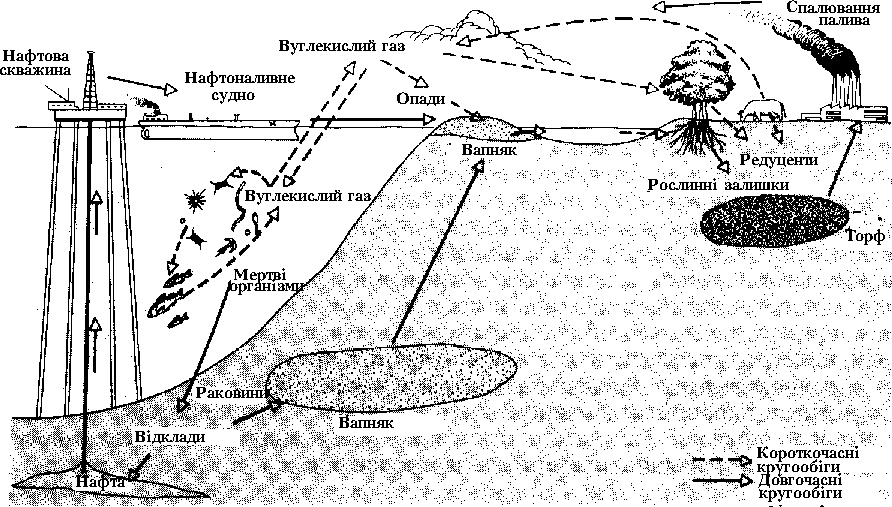 Спалювання
палива
Вуглекислий газ
Нафтова
скважина
Нафтоналивне
судно
Опади
Вапняк
Редуценти
Рослинні залишки
Вуглекислий газ
Торф
Мертві
організми
Раковини
Вапняк
Відклади
Нафта
Короткочасні
кругообіги
Довгочасні
кругообіги